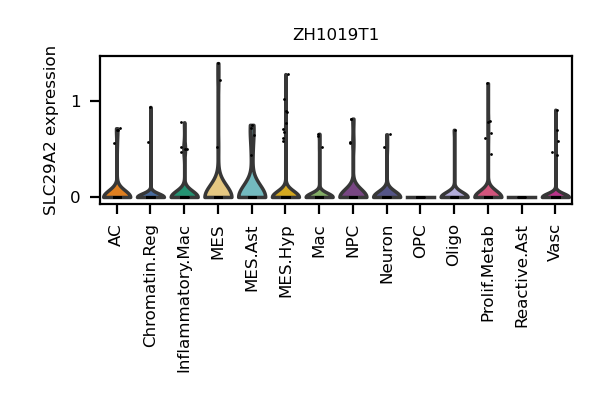 ZH1019T1
SLC29A2 expression
1
0
AC
Chromatin.Reg
Inflammatory.Mac
MES
MES.Ast
MES.Hyp
Mac
NPC
Neuron
OPC
Oligo
Prolif.Metab
Reactive.Ast
Vasc